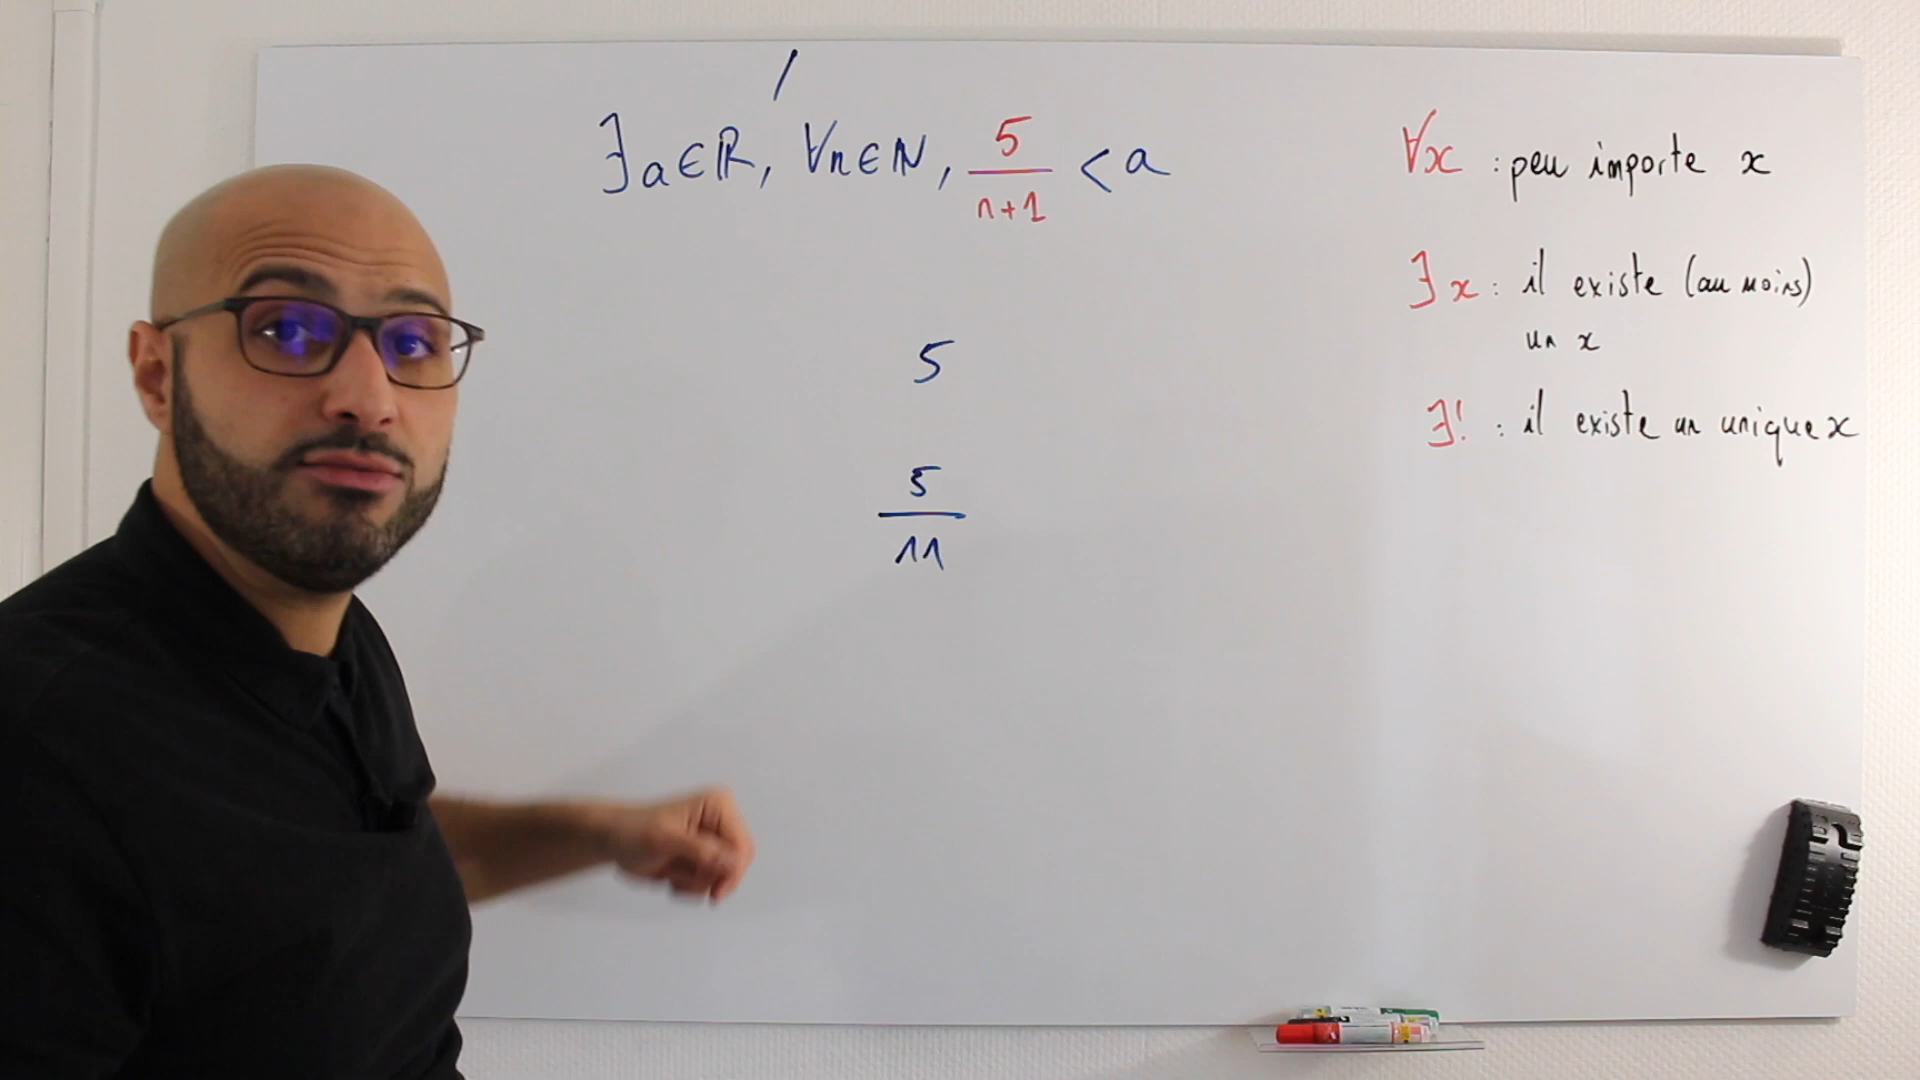 ∃a∈ℝ, ∀n∈ℕ, 5/(n+1) < a
5
5/11
∀x : peu importe x
∃x : il existe (au moins)
un x
∃! : il existe un unique x